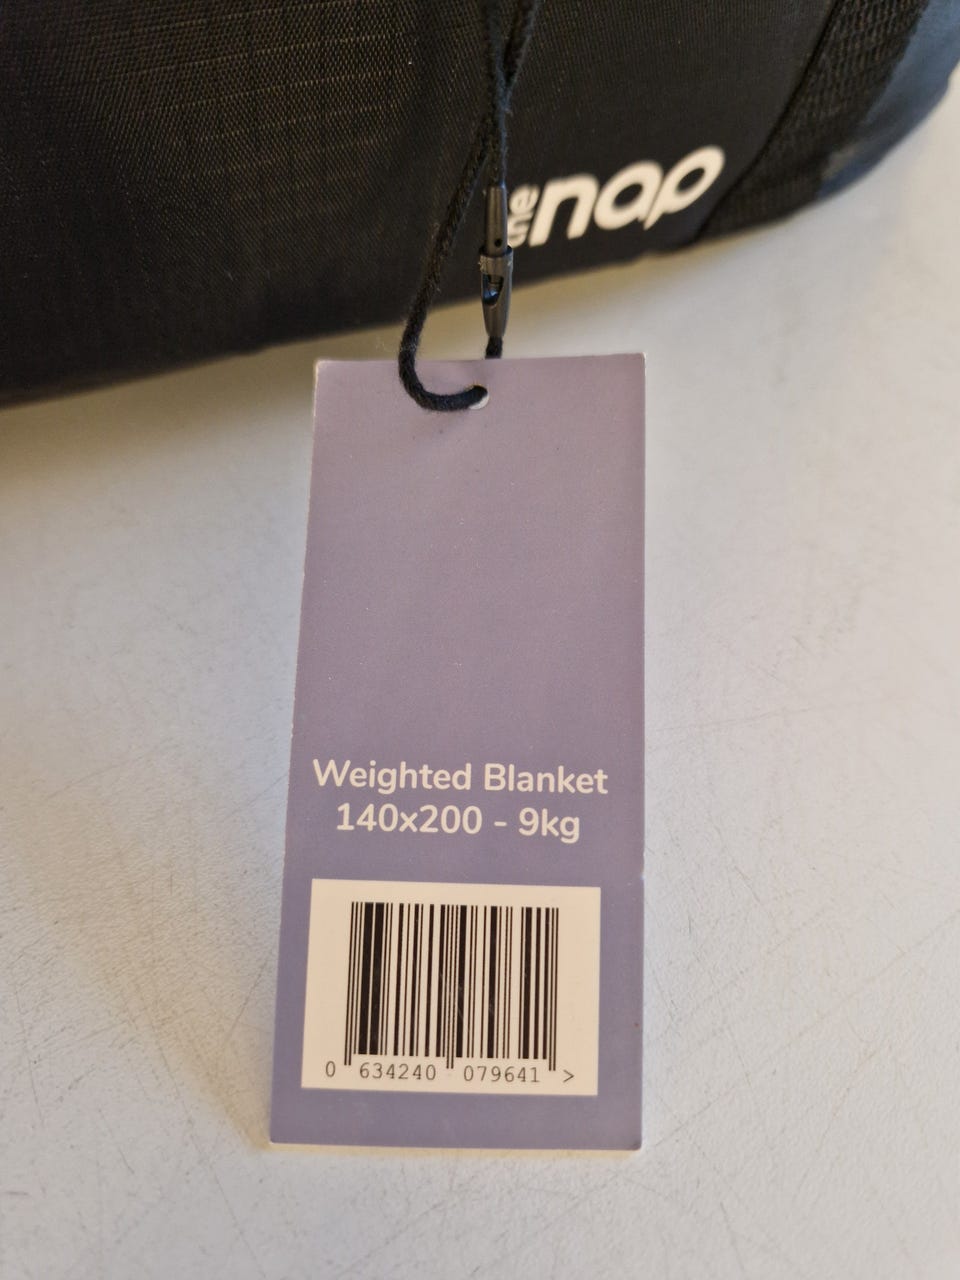 nap
Weighted Blanket
140x200 - 9kg
0 634240 079641 >